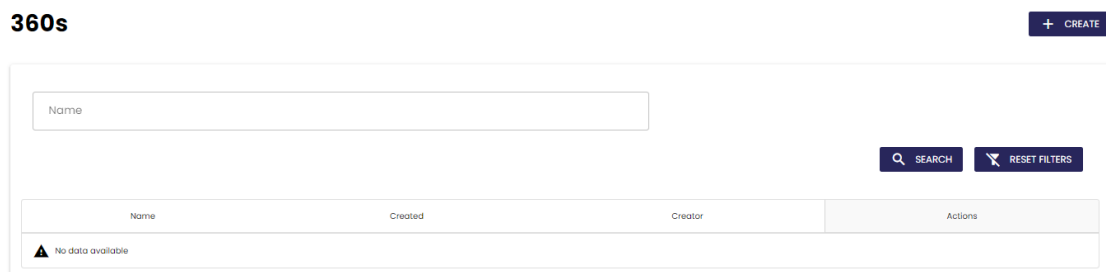 360s
+ CREATE
Name
SEARCH
RESET FILTERS
Name Created Creator Actions
No data available